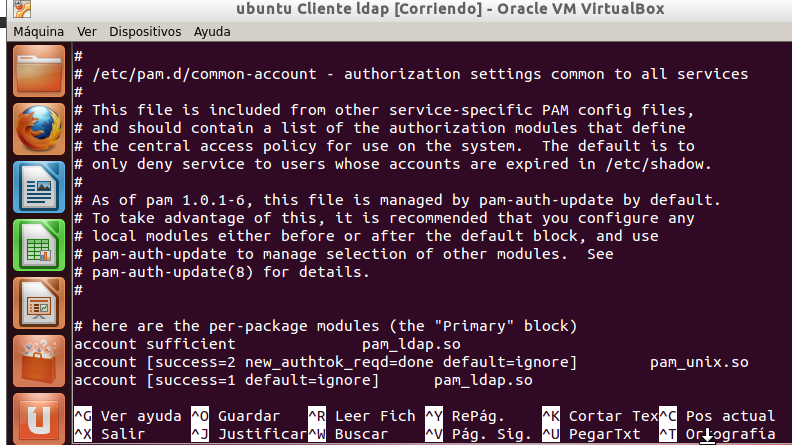 ubuntu Cliente ldap [Corriendo] - Oracle VM VirtualBox
Máquina Ver Dispositivos Ayuda
#
# /etc/pam.d/common-account - authorization settings common to all services
#
# This file is included from other service-specific PAM config files,
# and should contain a list of the authorization modules that define
# the central access policy for use on the system.  The default is to
# only deny service to users whose accounts are expired in /etc/shadow.
#
# As of pam 1.0.1-6, this file is managed by pam-auth-update by default.
# To take advantage of this, it is recommended that you configure any
# local modules either before or after the default block, and use
# pam-auth-update to manage selection of other modules.  See
# pam-auth-update(8) for details.
#
# here are the per-package modules (the "Primary" block)
account sufficient              pam_ldap.so
account [success=2 new_authtok_reqd=done default=ignore]        pam_unix.so
account [success=1 default=ignore]      pam_ldap.so
^G Ver ayuda ^O Guardar ^R Leer Fich ^Y RePág. ^K Cortar Tex ^C Pos actual
^X Salir ^J Justificar ^W Buscar ^V Pág. Sig. ^U PegarTxt ^T Ortografía